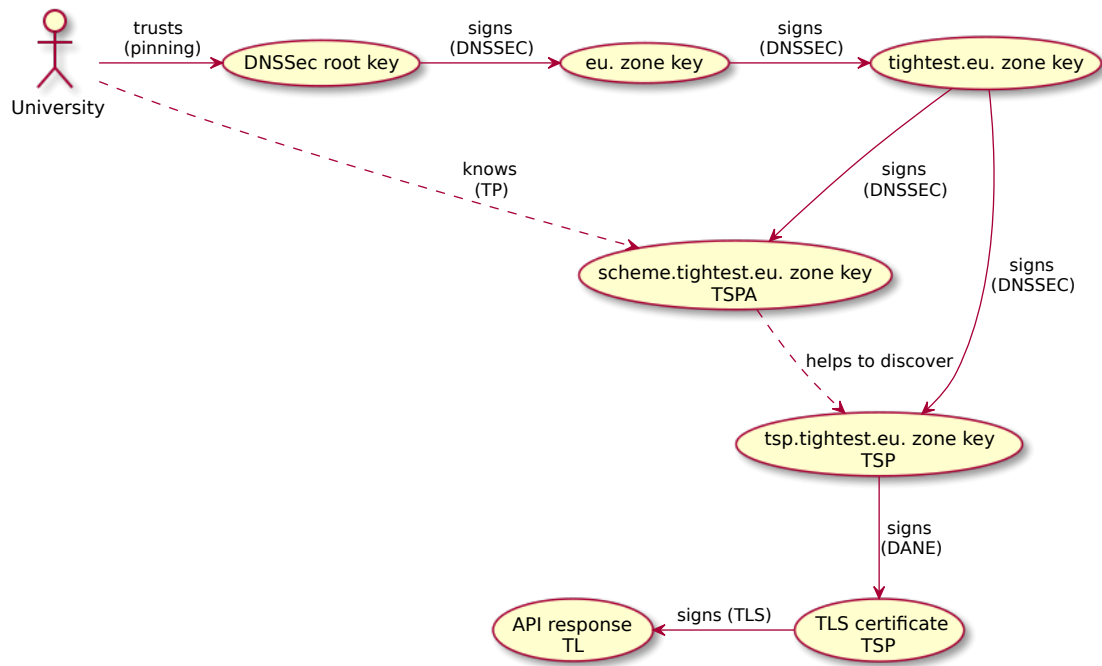 trusts
(pinning)
signs
(DNSSEC)
signs
(DNSSEC)
DNSSec root key
eu. zone key
tightest.eu. zone key
University
knows
(TP)
signs
(DNSSEC)
scheme.tightest.eu. zone key
TSPA
signs
(DNSSEC)
helps to discover
tsp.tightest.eu. zone key
TSP
signs
(DANE)
API response
TL
signs (TLS)
TLS certificate
TSP